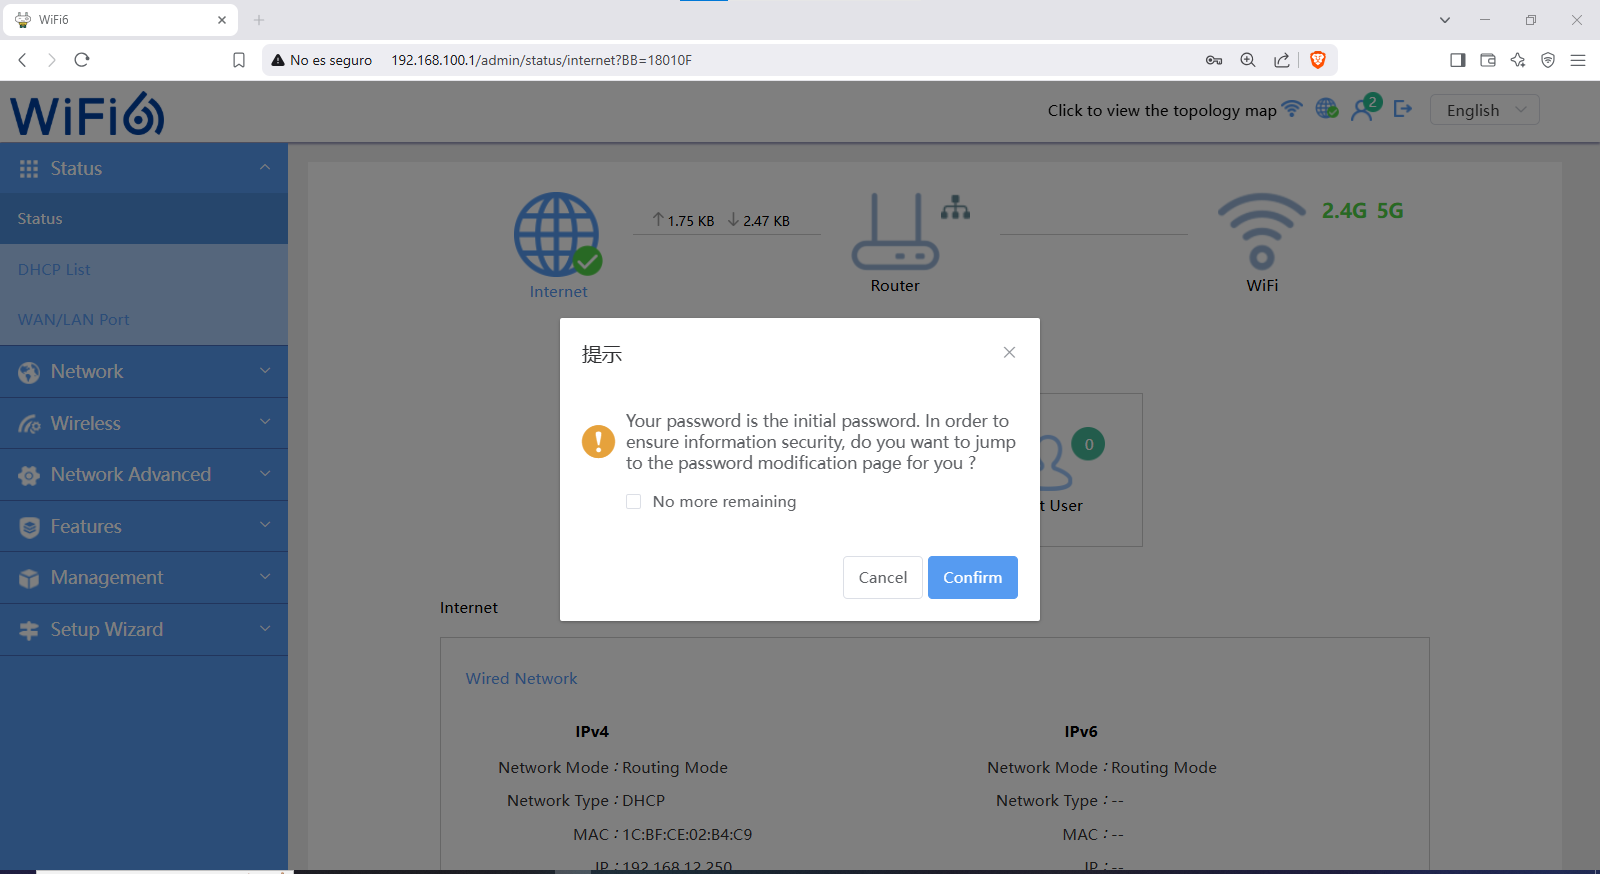 WiFi6
No es seguro 192.168.100.1/admin/status/internet?BB=18010F
WiFi6
Click to view the topology map 2 English
Status
Status
DHCP List
WAN/LAN Port
Network
Wireless
Network Advanced
Features
Management
Setup Wizard
1.75 KB 2.47 KB
2.4G 5G
Internet
Router
WiFi
提示
Your password is the initial password. In order to
ensure information security, do you want to jump
to the password modification page for you ?
No more remaining
Cancel Confirm
0
t User
Internet
Wired Network
IPv4
Network Mode : Routing Mode
Network Type : DHCP
MAC : 1C:BF:CE:02:B4:C9
IP : 192.168.12.250
IPv6
Network Mode : Routing Mode
Network Type : --
MAC : --
IP : --